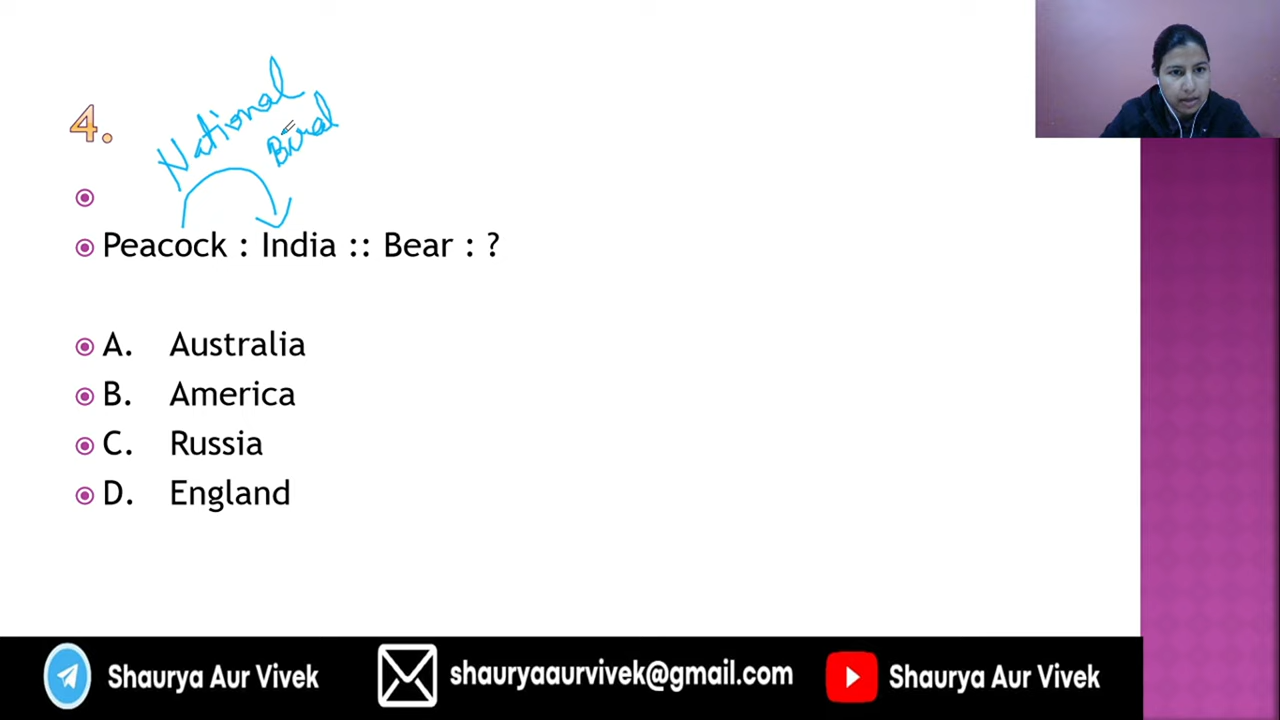 4.
National
Bird
Peacock : India :: Bear : ?
A. Australia
B. America
C. Russia
D. England
Shaurya Aur Vivek shauryaaurvivek@gmail.com Shaurya Aur Vivek